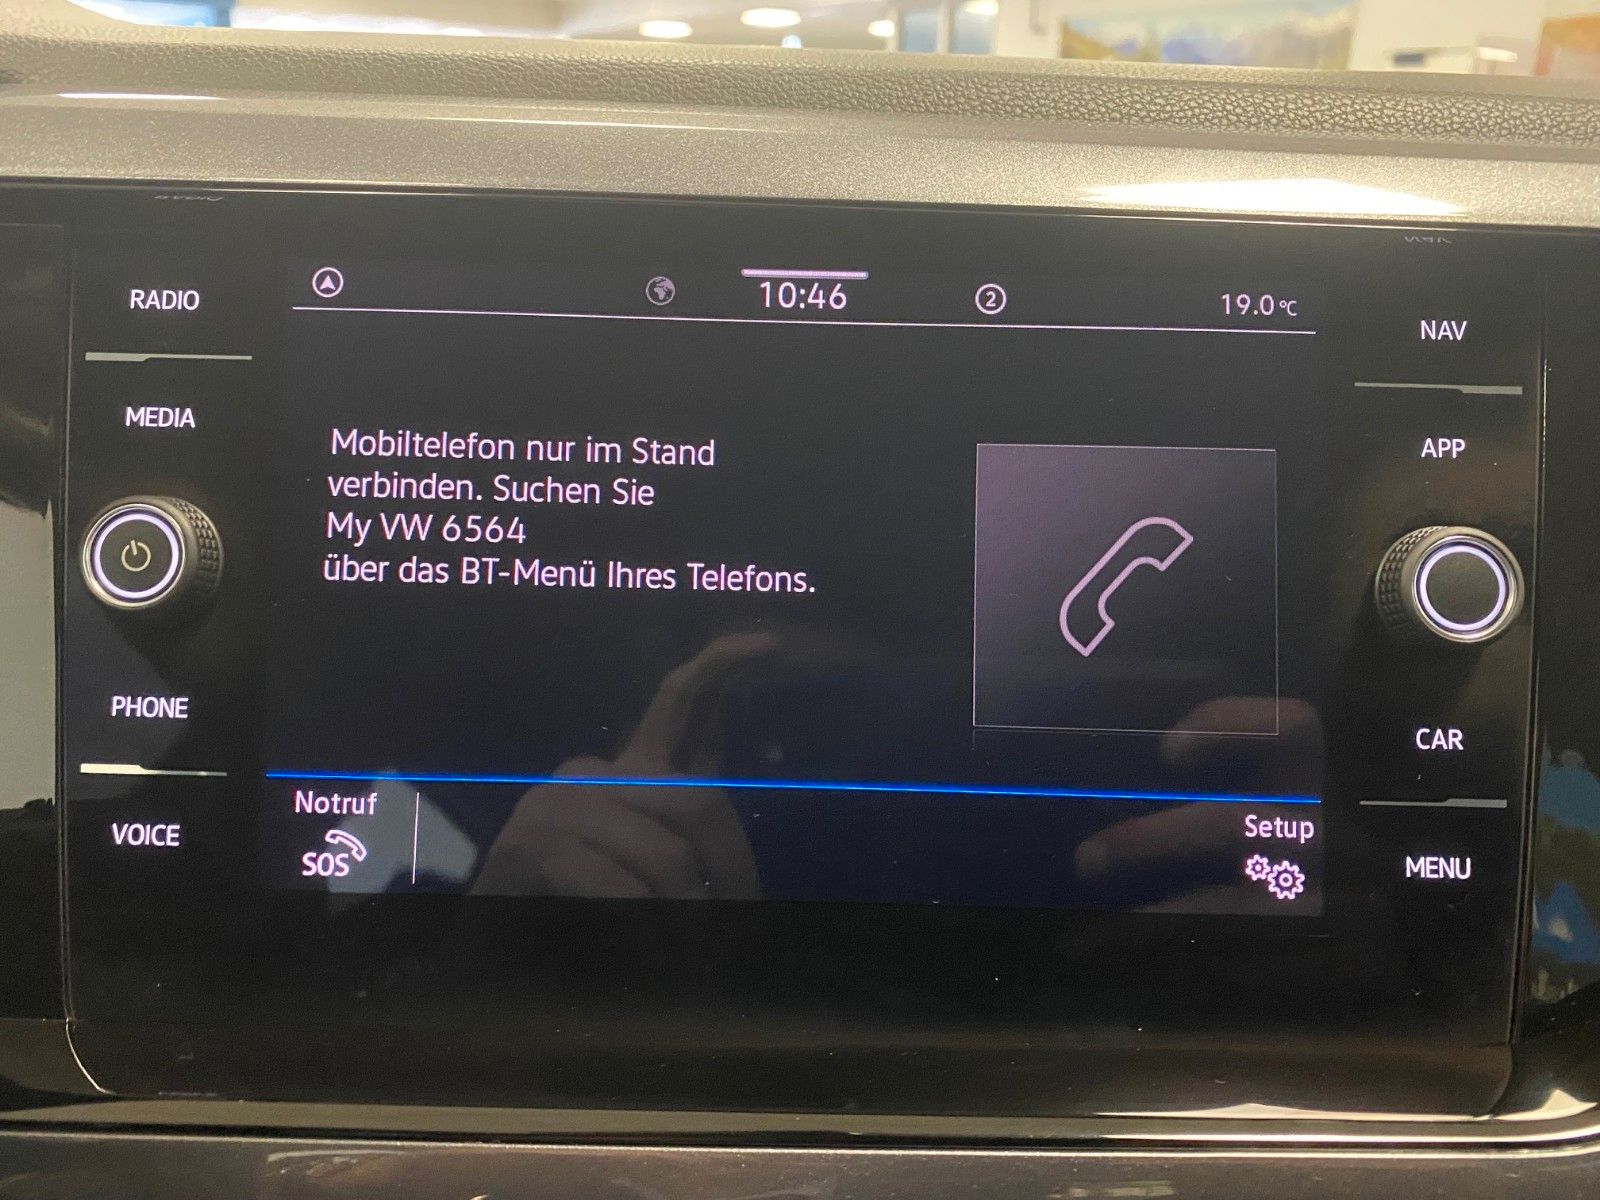 RADIO
MEDIA
PHONE
VOICE
10:46
2
19.0 °C
Mobiltelefon nur im Stand
verbinden. Suchen Sie
My VW 6564
über das BT-Menü Ihres Telefons.
Notruf
SOS
Setup
NAV
APP
CAR
MENU